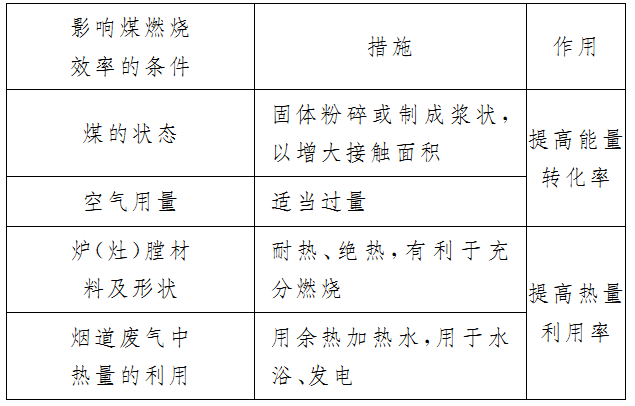 影响煤燃烧
效率的条件
措施
作用
煤的状态
固体粉碎或制成浆状，
以增大接触面积
提高能量
转化率
空气用量
适当过量
炉(灶)膛材
料及形状
耐热、绝热，有利于充
分燃烧
提高热量
利用率
烟道废气中
热量的利用
用余热加热水，用于水
浴、发电